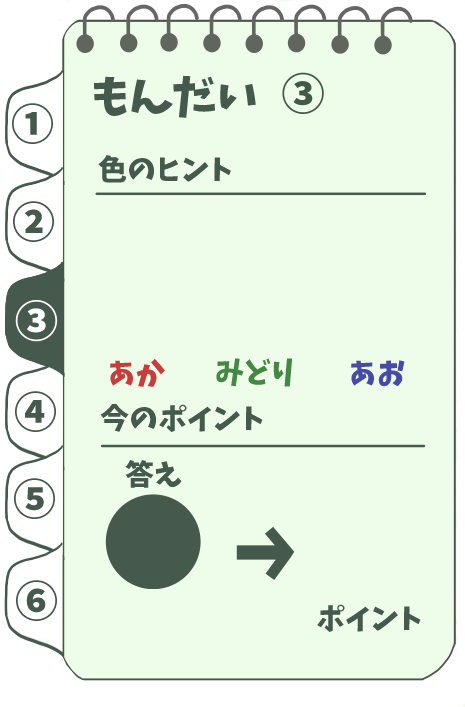 もんだい ③
①
色のヒント
②
③
あか みどり あお
④
今のポイント
答え
⑤
⑥
ポイント